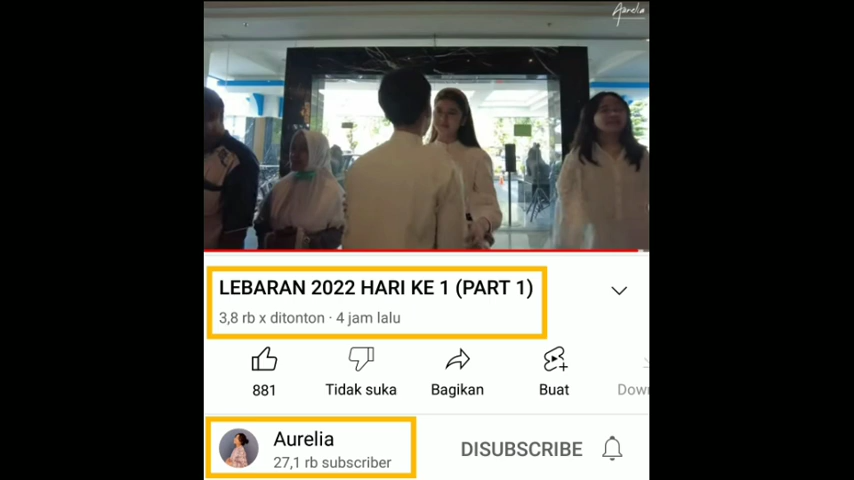 Aurelia
LEBARAN 2022 HARI KE 1 (PART 1)
3,8 rb x ditonton · 4 jam lalu
881
Tidak suka
Bagikan
Buat
Down
Aurelia
27,1 rb subscriber
DISUBSCRIBE